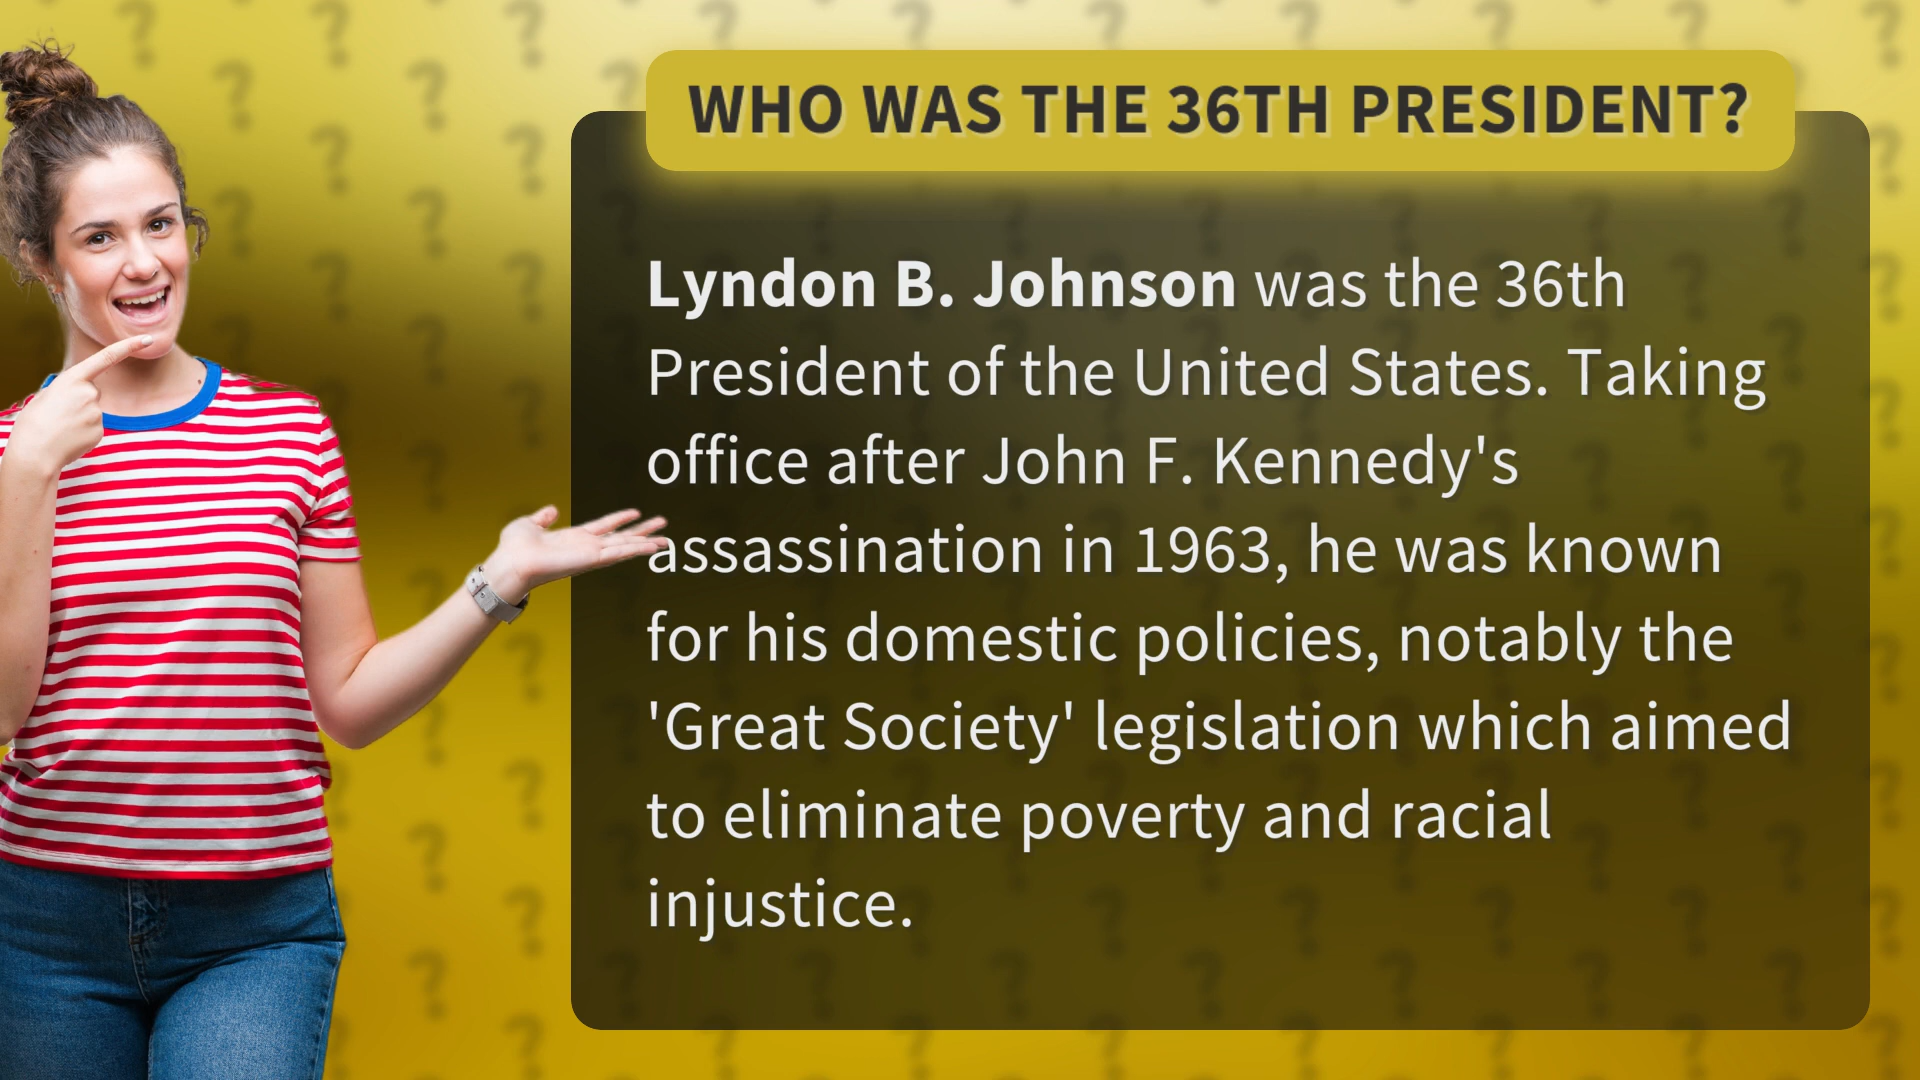 WHO WAS THE 36TH PRESIDENT?
Lyndon B. Johnson was the 36th
President of the United States. Taking
office after John F. Kennedy's
assassination in 1963, he was known
for his domestic policies, notably the
'Great Society' legislation which aimed
to eliminate poverty and racial
injustice.